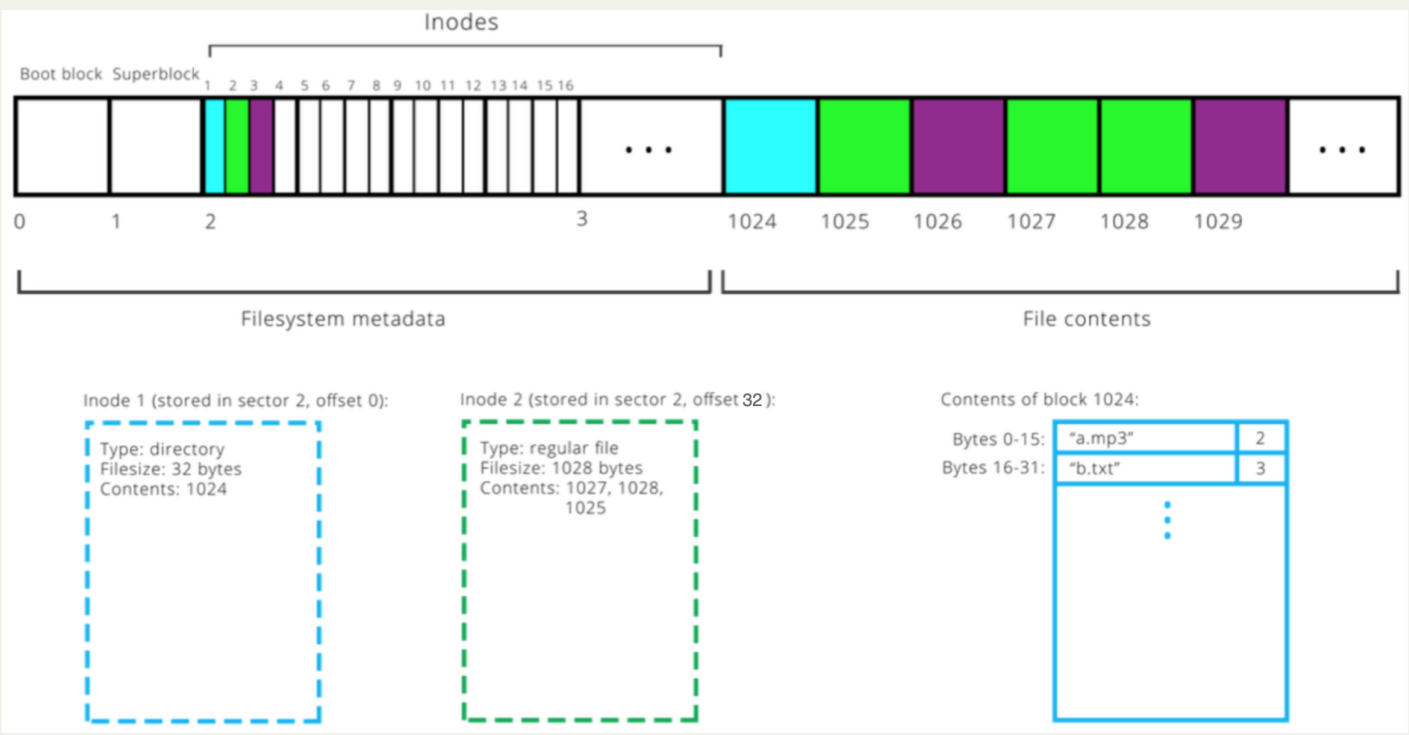 Inodes
Boot block Superblock 1 2 3 4 5 6 7 8 9 10 11 12 13 14 15 16
0 1 2 3 1024 1025 1026 1027 1028 1029
Filesystem metadata File contents
Inode 1 (stored in sector 2, offset 0):
Type: directory
Filesize: 32 bytes
Contents: 1024
Inode 2 (stored in sector 2, offset 32):
Type: regular file
Filesize: 1028 bytes
Contents: 1027, 1028,
1025
Contents of block 1024:
Bytes 0-15: “a.mp3” 2
Bytes 16-31: “b.txt” 3